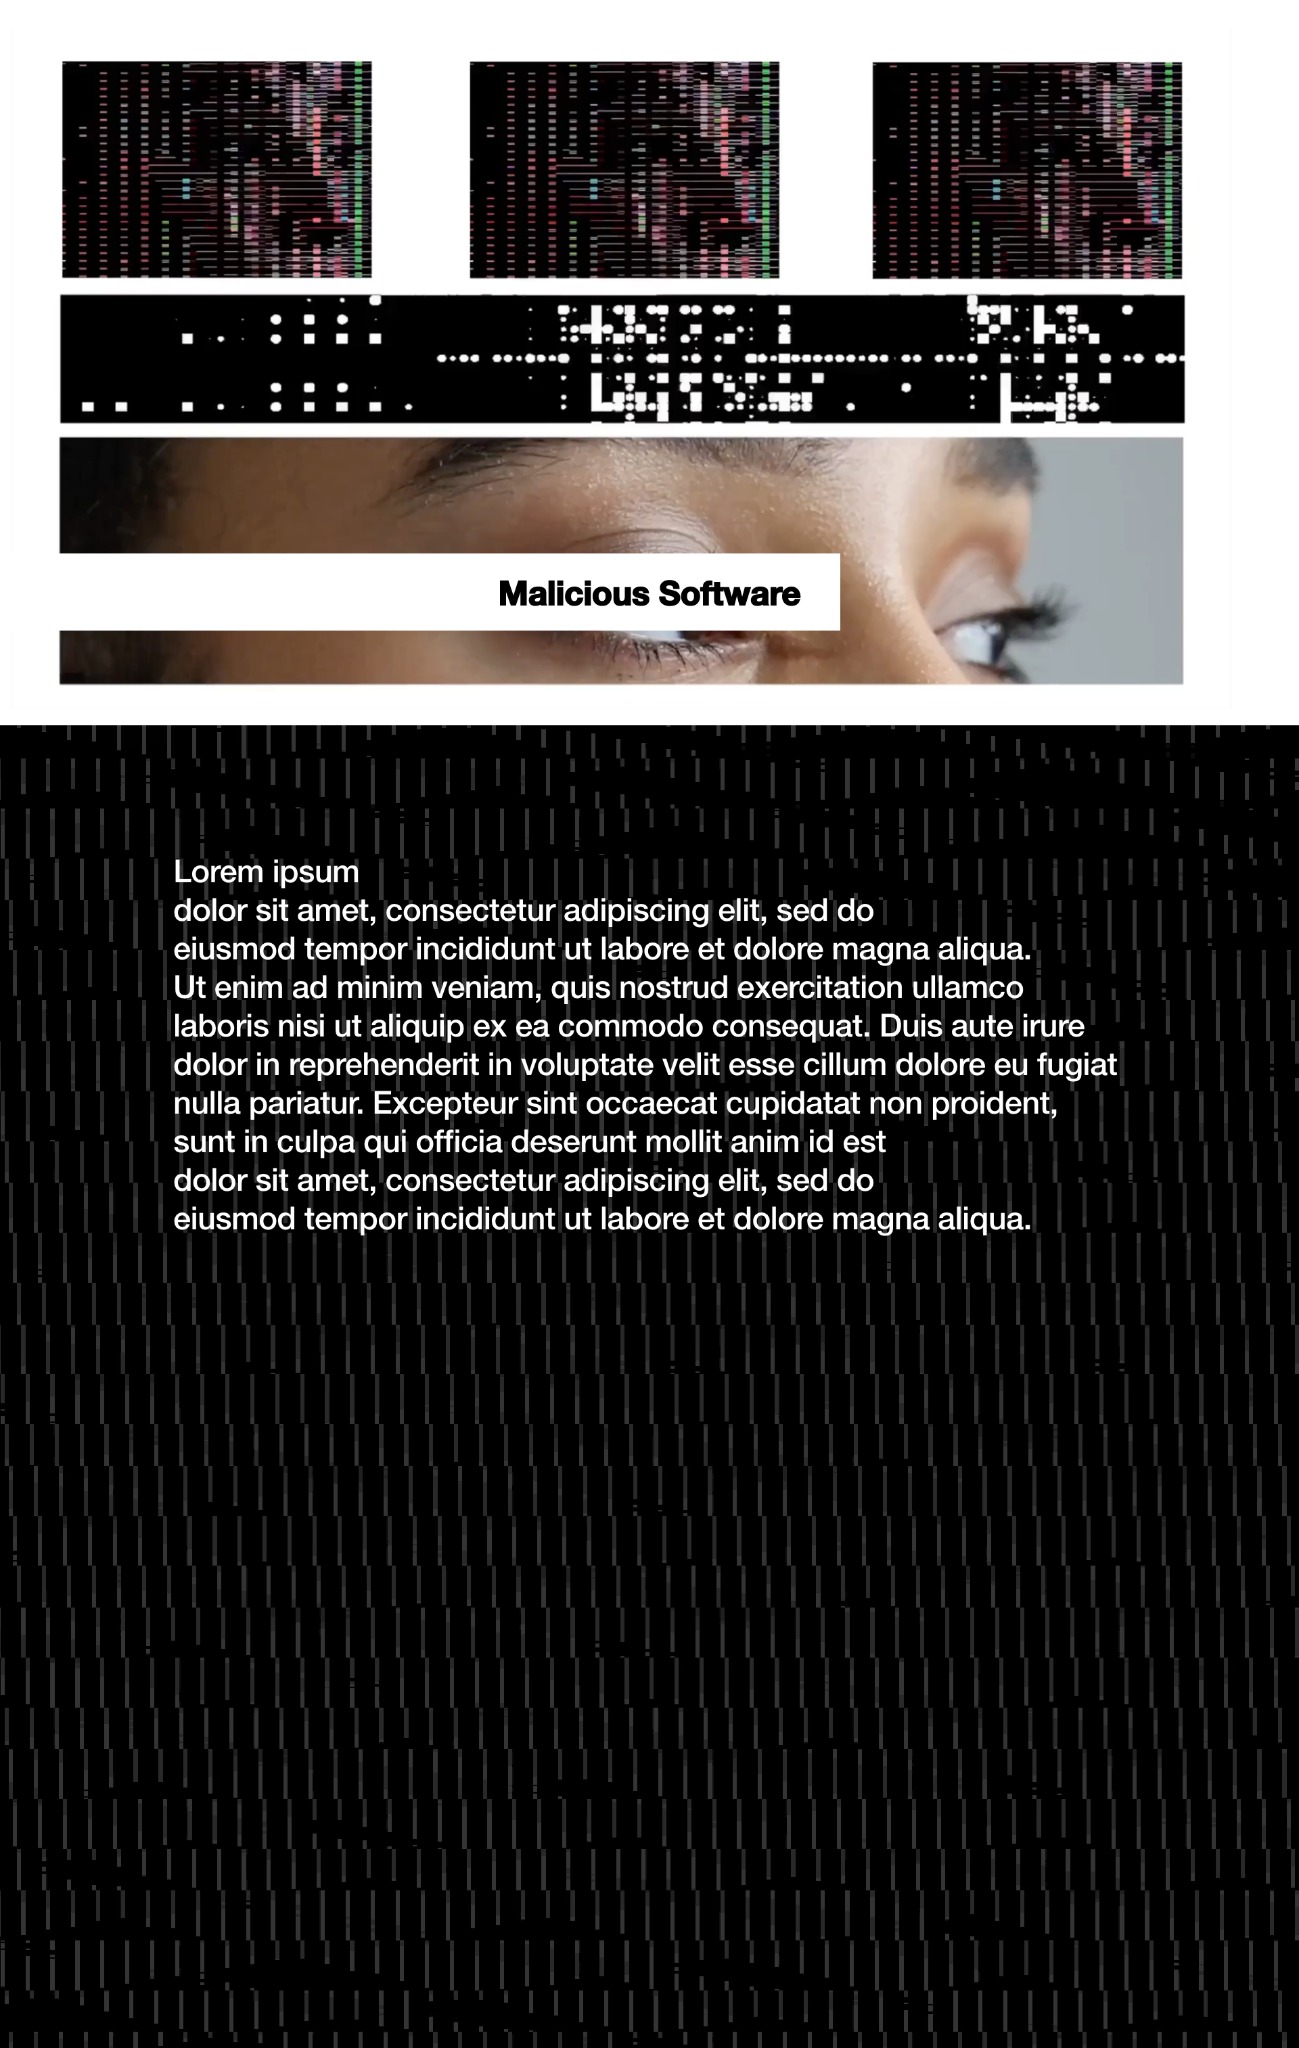 Malicious Software
Lorem ipsum
dolor sit amet, consectetur adipiscing elit, sed do
eiusmod tempor incididunt ut labore et dolore magna aliqua.
Ut enim ad minim veniam, quis nostrud exercitation ullamco
laboris nisi ut aliquip ex ea commodo consequat. Duis aute irure
dolor in reprehenderit in voluptate velit esse cillum dolore eu fugiat
nulla pariatur. Excepteur sint occaecat cupidatat non proident,
sunt in culpa qui officia deserunt mollit anim id est
dolor sit amet, consectetur adipiscing elit, sed do
eiusmod tempor incididunt ut labore et dolore magna aliqua.